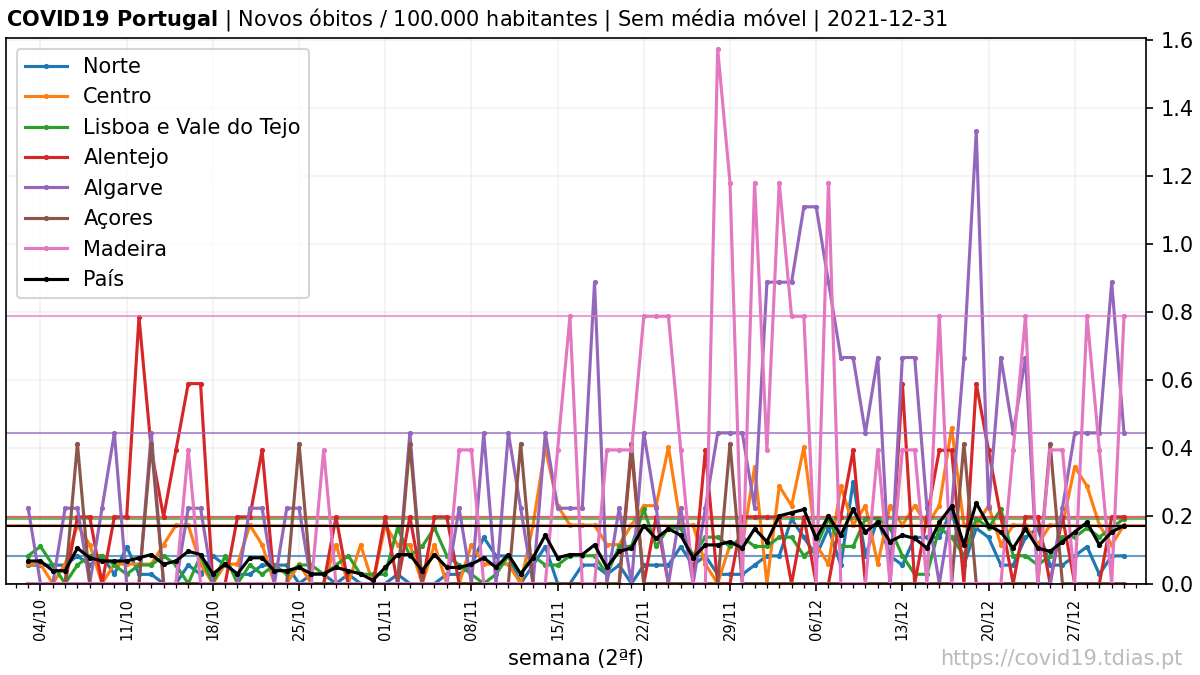 COVID19 Portugal | Novos óbitos / 100.000 habitantes | Sem média móvel | 2021-12-31
Norte
Centro
Lisboa e Vale do Tejo
Alentejo
Algarve
Açores
Madeira
País
1.6
1.4
1.2
1.0
0.8
0.6
0.4
0.2
0.0
04/10
11/10
18/10
25/10
01/11
08/11
15/11
22/11
29/11
06/12
13/12
20/12
27/12
semana (2ªf)
https://covid19.tdias.pt